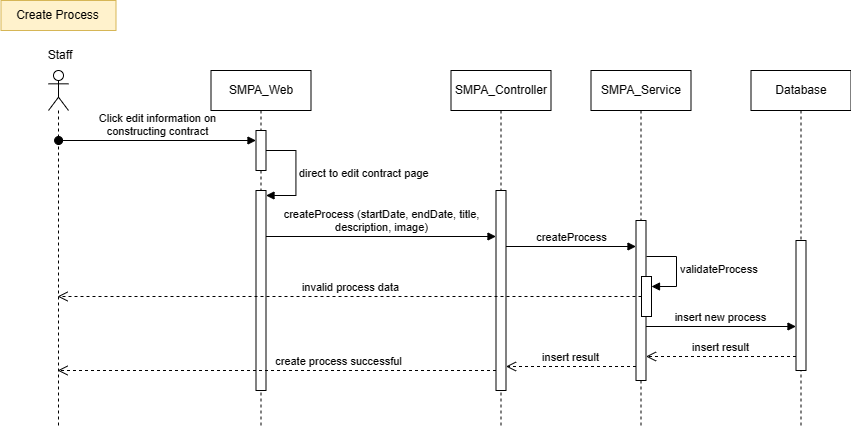 Create Process
Staff
SMPA_Web
SMPA_Controller
SMPA_Service
Database
Click edit information on
constructing contract
direct to edit contract page
createProcess (startDate, endDate, title,
description, image)
createProcess
validateProcess
invalid process data
insert new process
insert result
insert result
create process successful